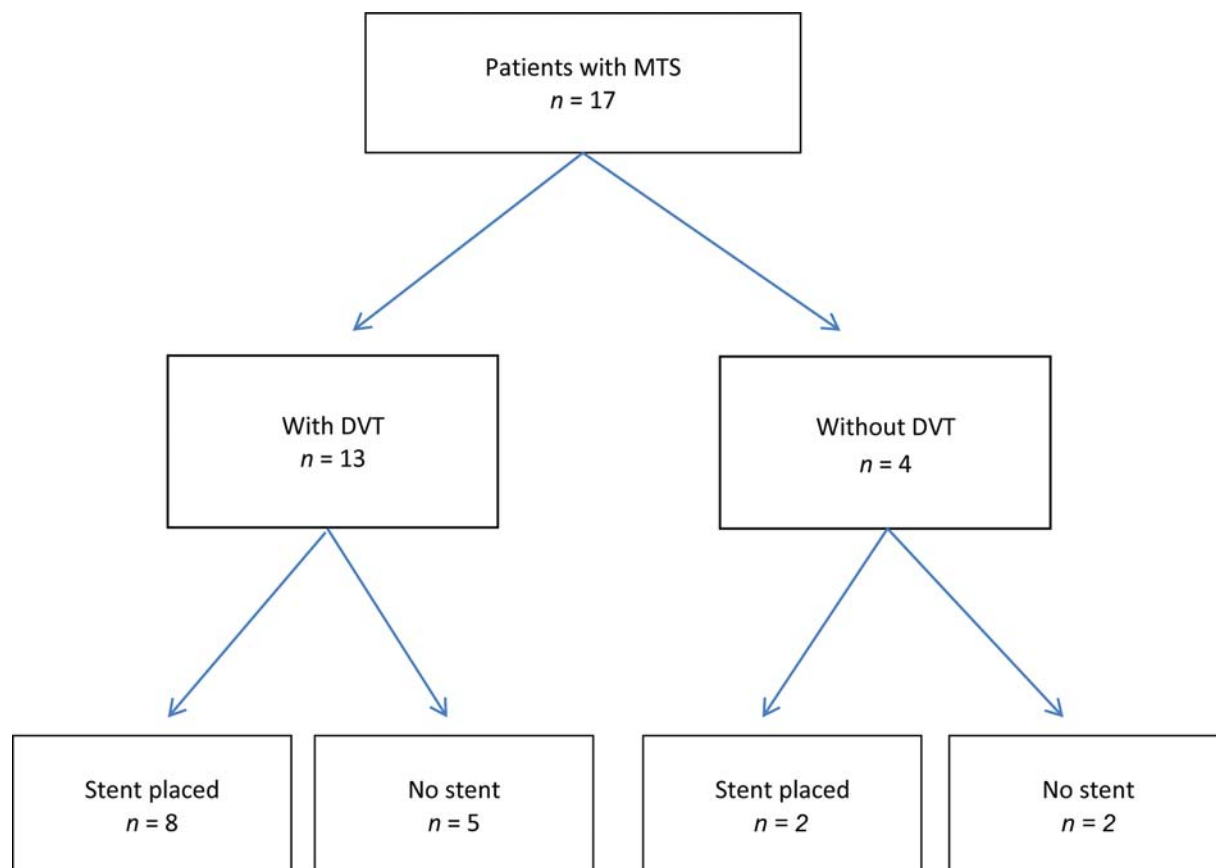 Patients with MTS
n = 17
With DVT
n = 13
Without DVT
n = 4
Stent placed
n = 8
No stent
n = 5
Stent placed
n = 2
No stent
n = 2